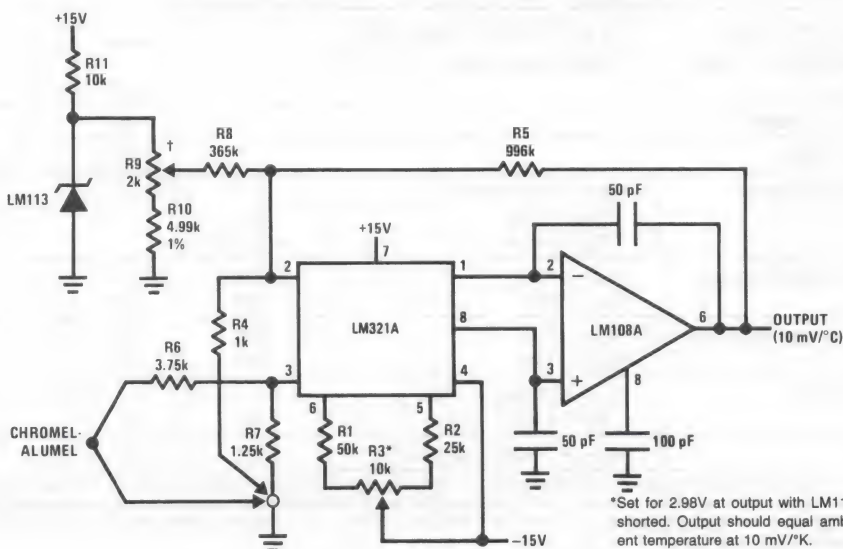 +15V
R11
10k
R9
2k
†
R8
365k
R5
996k
50 pF
LM113
R10
4.99k
1%
+15V
7
2
1
2
−
R4
1k
LM321A
8
LM108A
6
OUTPUT
(10 mV/°C)
R6
3.75k
3
4
3
+
8
6
5
CHROMEL-
ALUMEL
R7
1.25k
R1
50k
R3*
10k
R2
25k
50 pF
100 pF
−15V
*Set for 2.98V at output with LM11
shorted. Output should equal amb
ent temperature at 10 mV/°K.